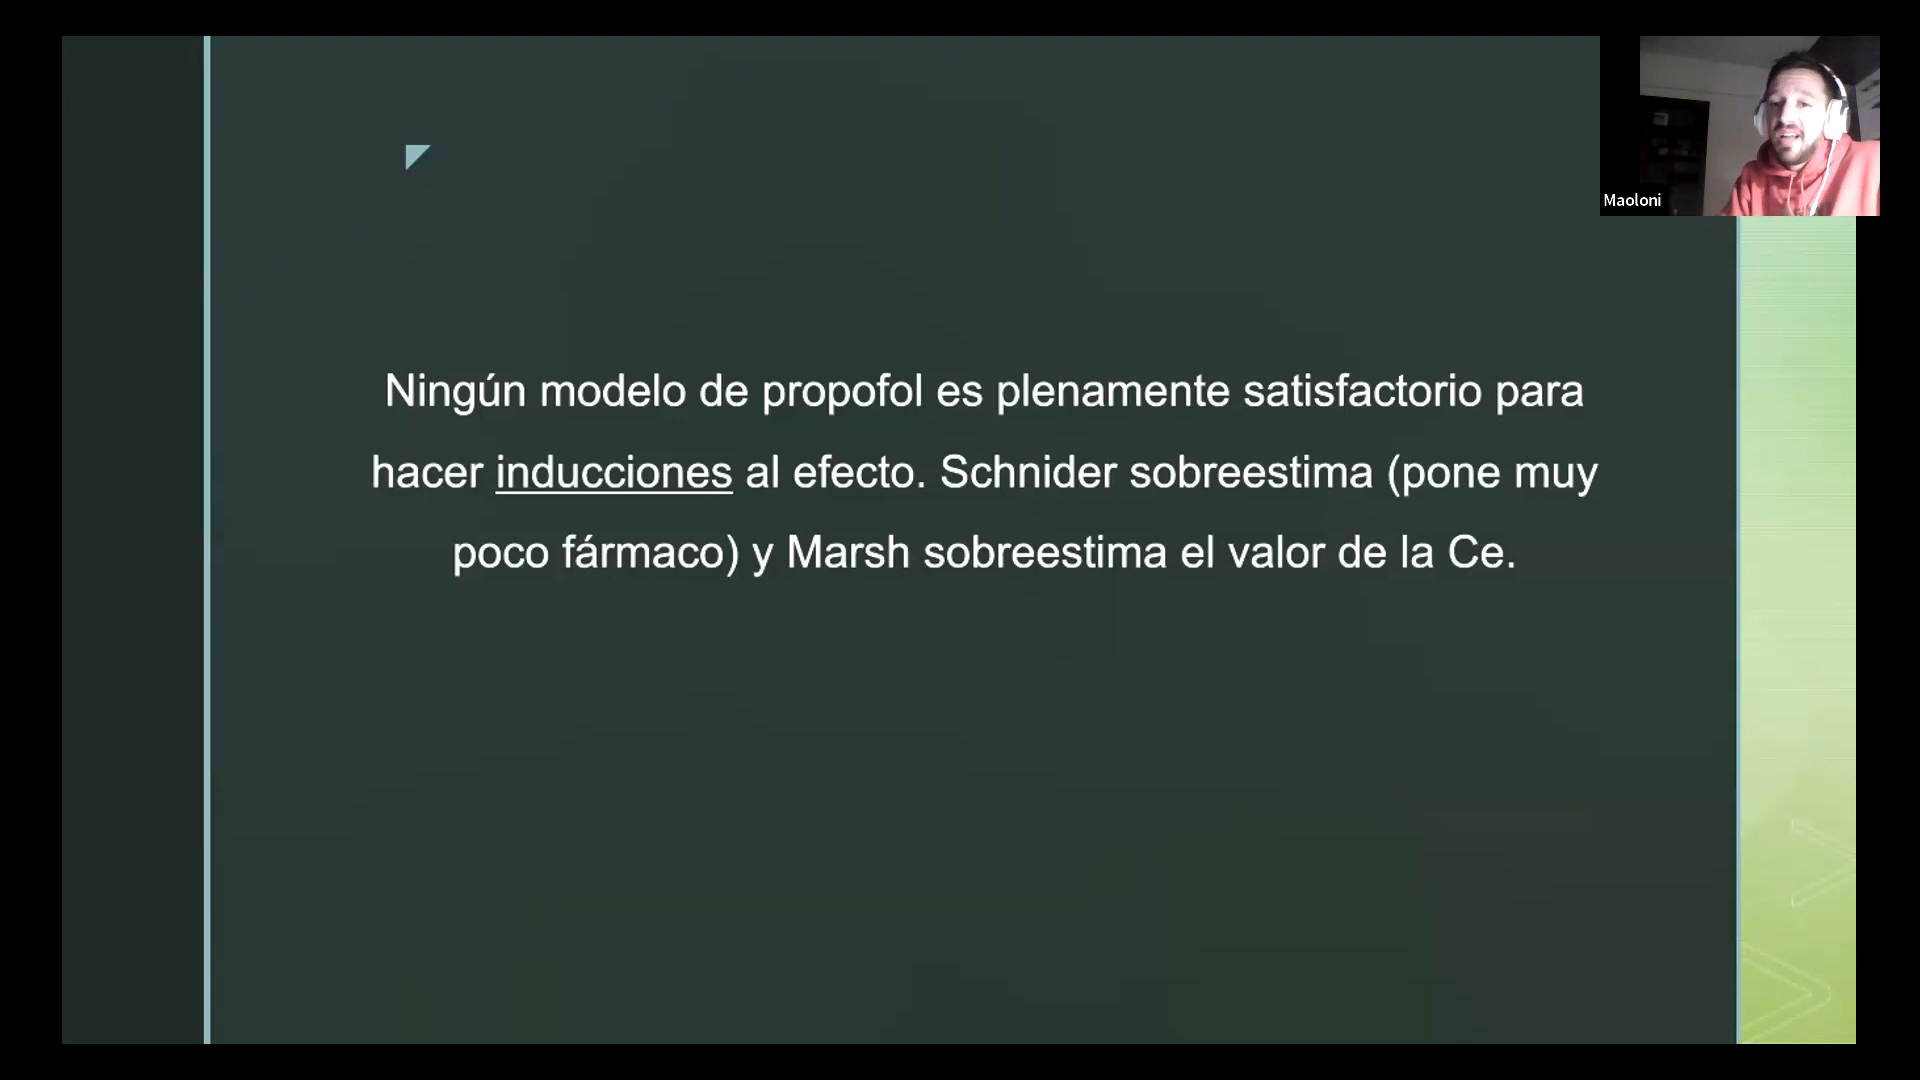 Ningún modelo de propofol es plenamente satisfactorio para
hacer inducciones al efecto. Schnider sobreestima (pone muy
poco fármaco) y Marsh sobreestima el valor de la Ce.
Maoloni